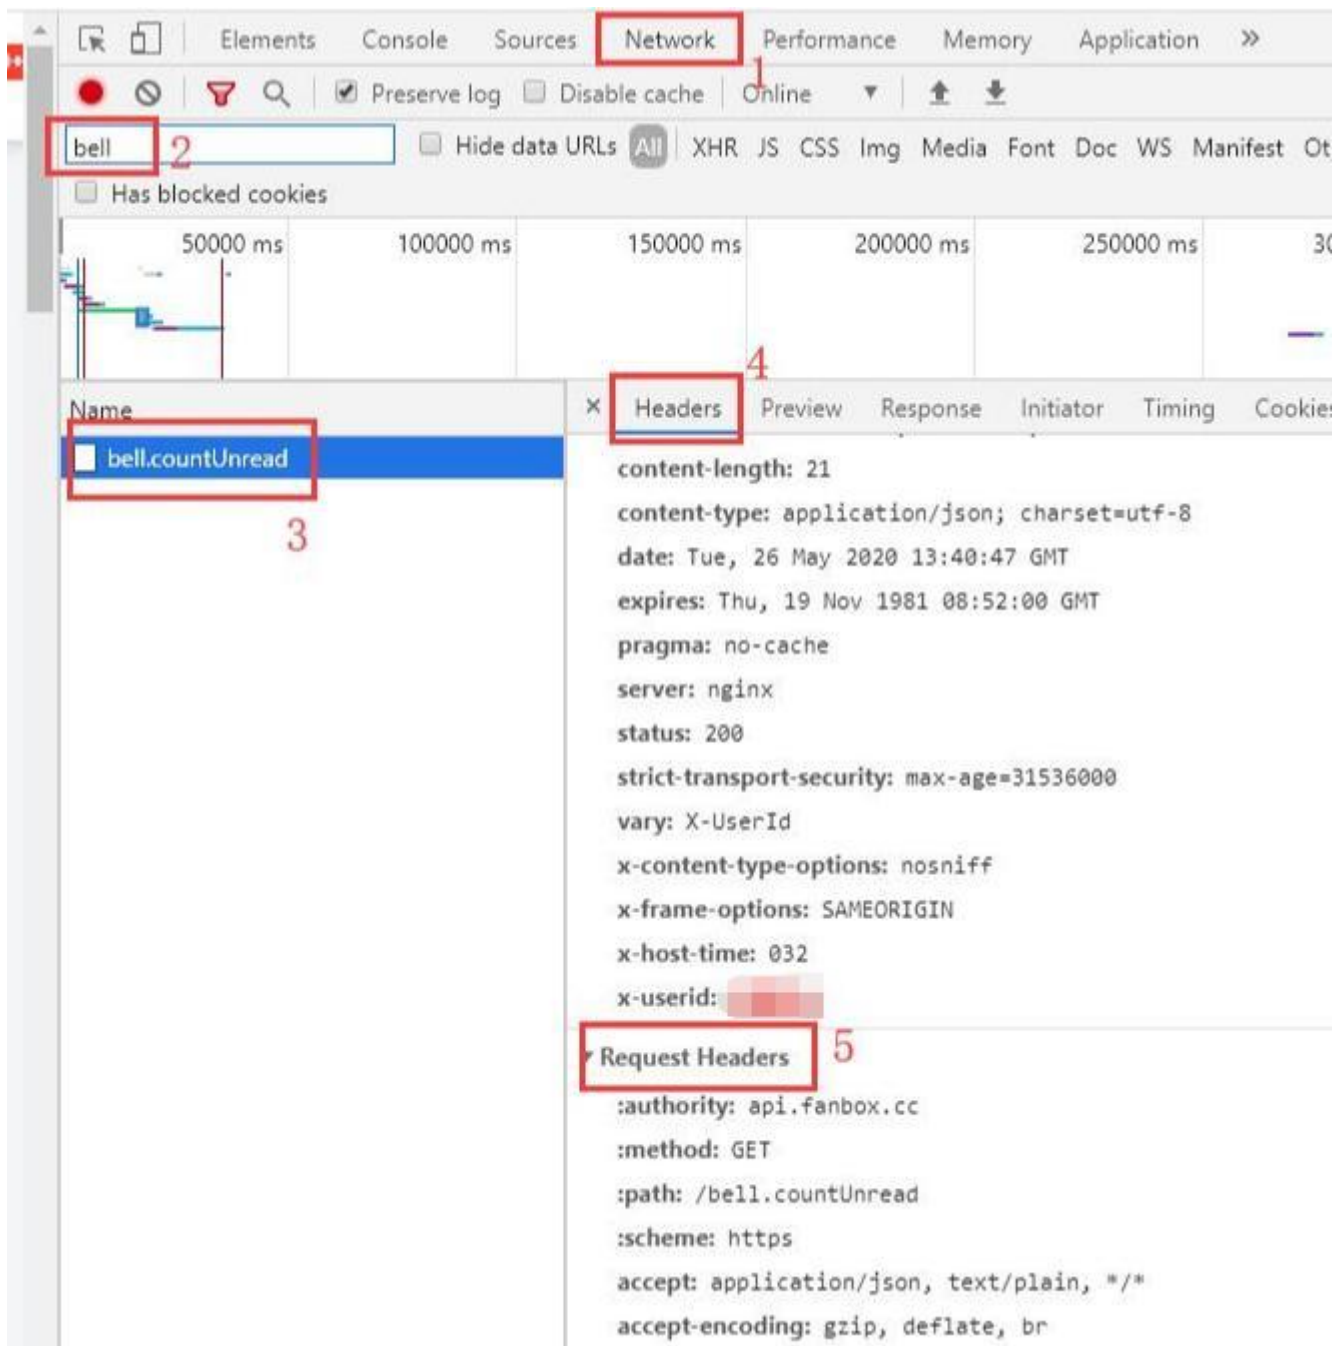 Elements Console Sources Network Performance Memory Application »
1
Preserve log Disable cache Online
bell 2 Hide data URLs All XHR JS CSS Img Media Font Doc WS Manifest Ot
Has blocked cookies
50000 ms 100000 ms 150000 ms 200000 ms 250000 ms 30
4
Name × Headers Preview Response Initiator Timing Cookies
bell.countUnread
3
content-length: 21
content-type: application/json; charset=utf-8
date: Tue, 26 May 2020 13:40:47 GMT
expires: Thu, 19 Nov 1981 08:52:00 GMT
pragma: no-cache
server: nginx
status: 200
strict-transport-security: max-age=31536000
vary: X-UserId
x-content-type-options: nosniff
x-frame-options: SAMEORIGIN
x-host-time: 032
x-userid:
Request Headers 5
:authority: api.fanbox.cc
:method: GET
:path: /bell.countUnread
:scheme: https
accept: application/json, text/plain, */*
accept-encoding: gzip, deflate, br